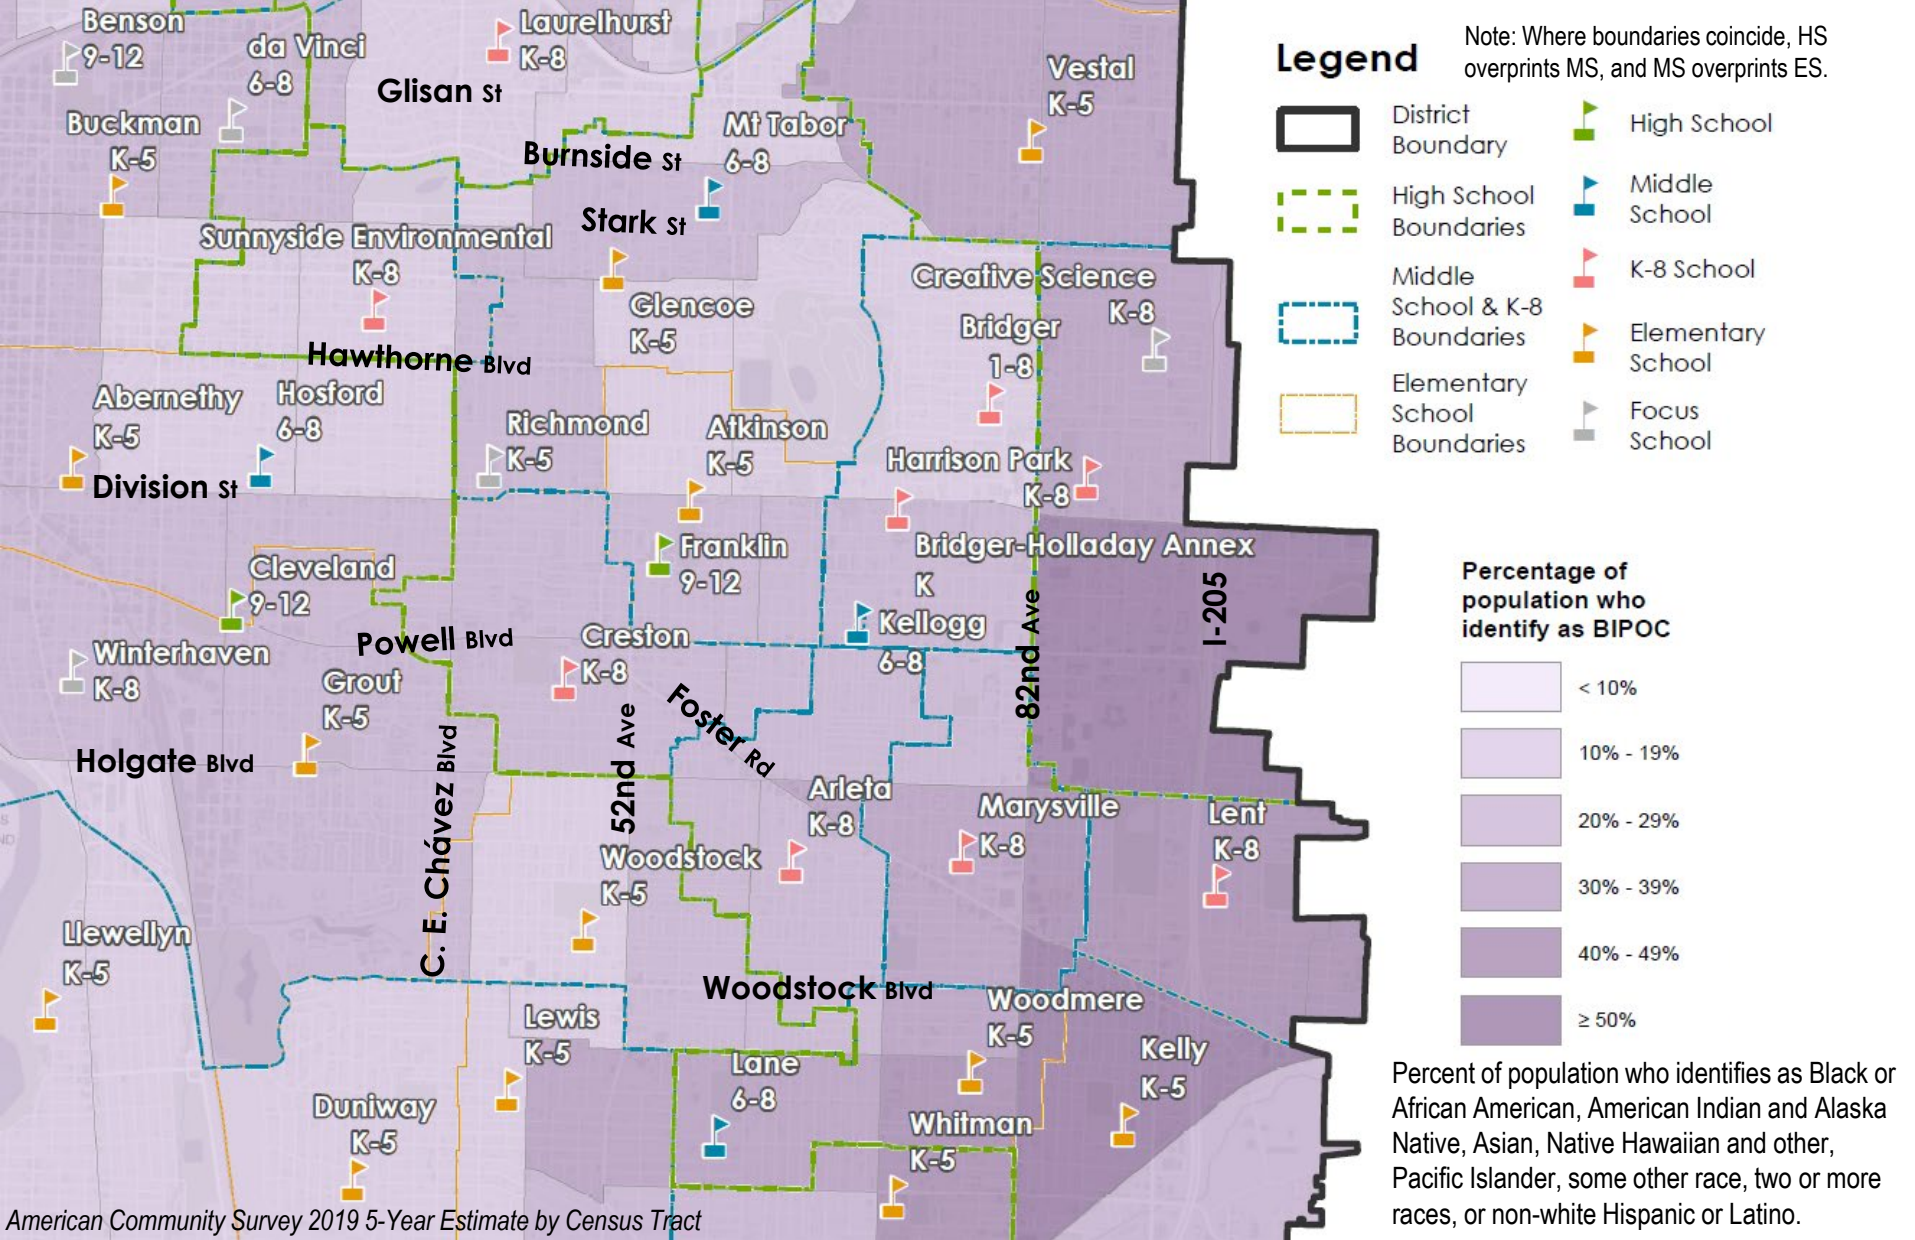 Benson
9-12
da Vinci
6-8
Laurelhurst
K-8
Glisan St
Vestal
K-5
Buckman
K-5
Mt Tabor
6-8
Burnside St
Stark St
Sunnyside Environmental
K-8
Creative Science
K-8
Glencoe
K-5
Bridger
1-8
Hawthorne Blvd
Abernethy
K-5
Hosford
6-8
Richmond
K-5
Atkinson
K-5
Harrison Park
K-8
Division St
Franklin
9-12
Bridger-Holladay Annex
K
Cleveland
9-12
I-205
82nd Ave
Kellogg
6-8
Powell Blvd
Creston
K-8
Winterhaven
K-8
Grout
K-5
Foster Rd
52nd Ave
C. E. Chávez Blvd
Holgate Blvd
Arleta
K-8
Marysville
K-8
Lent
K-8
Woodstock
K-5
Llewellyn
K-5
Woodstock Blvd
Woodmere
K-5
Lewis
K-5
Kelly
K-5
Lane
6-8
Duniway
K-5
Whitman
K-5
American Community Survey 2019 5-Year Estimate by Census Tract
Legend
Note: Where boundaries coincide, HS
overprints MS, and MS overprints ES.
District
Boundary
High School
Boundaries
Middle
School & K-8
Boundaries
Elementary
School
Boundaries
High School
Middle
School
K-8 School
Elementary
School
Focus
School
Percentage of
population who
identify as BIPOC
< 10%
10% - 19%
20% - 29%
30% - 39%
40% - 49%
≥ 50%
Percent of population who identifies as Black or
African American, American Indian and Alaska
Native, Asian, Native Hawaiian and other,
Pacific Islander, some other race, two or more
races, or non-white Hispanic or Latino.